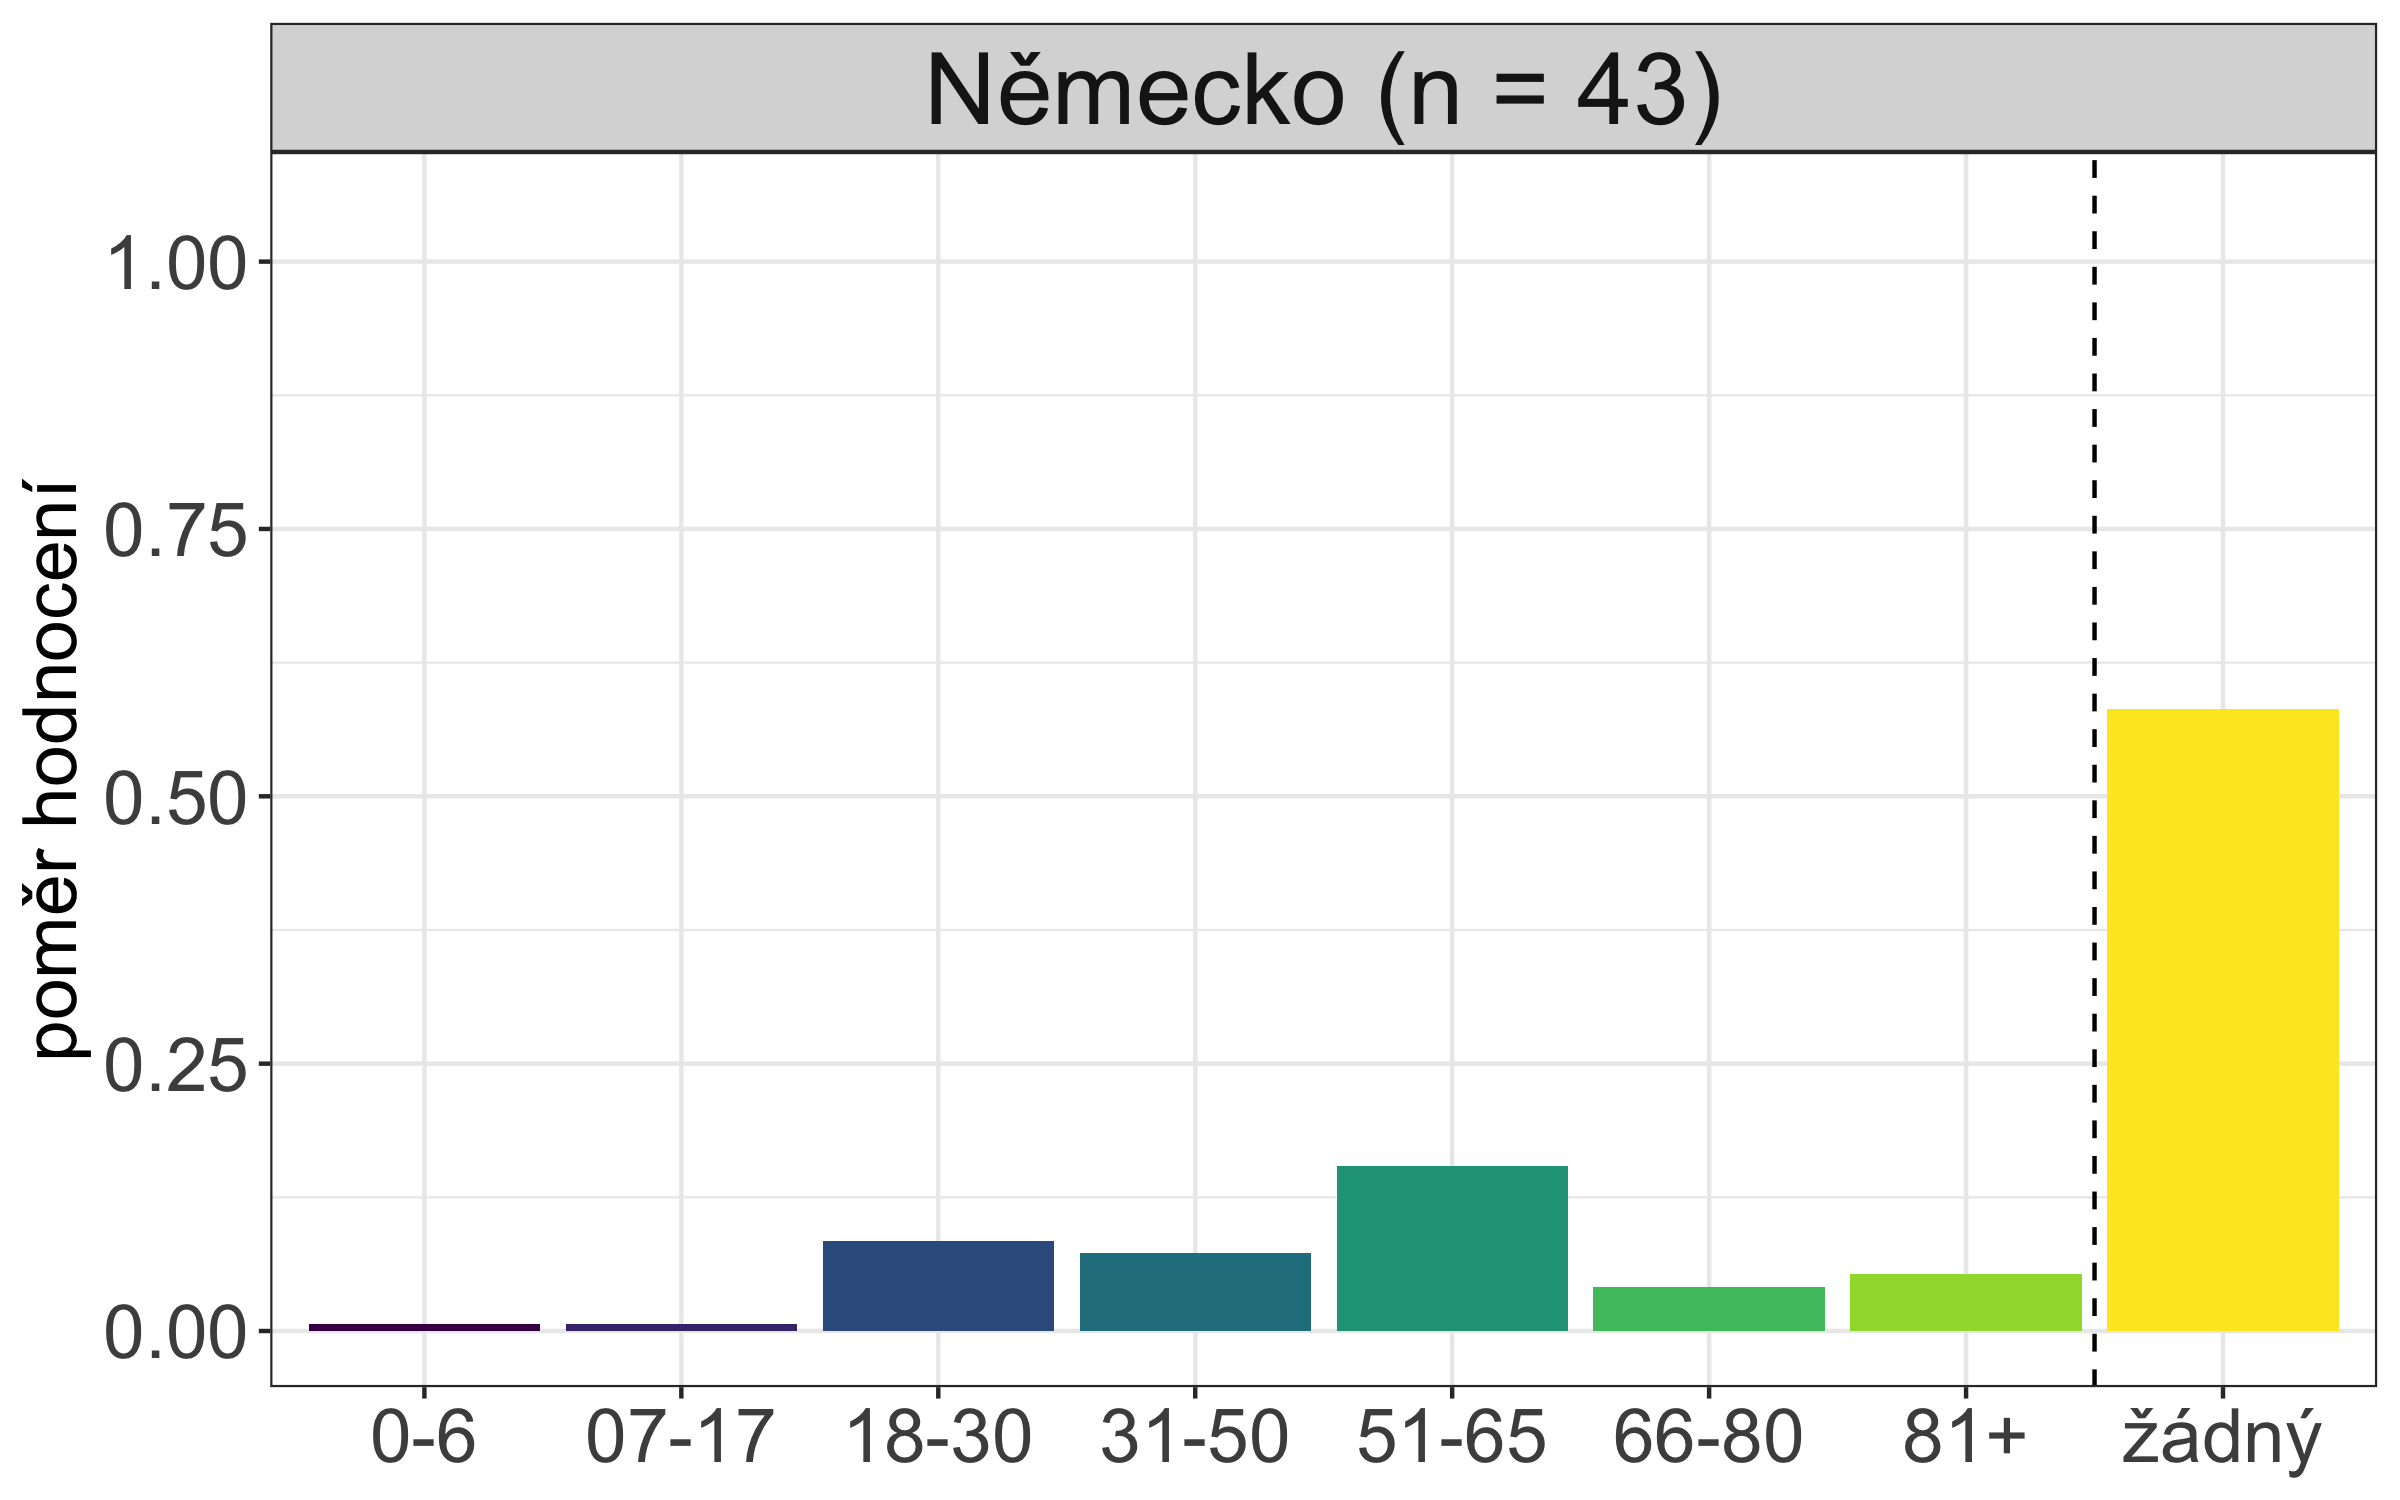 Německo (n = 43)
poměr hodnocení
1.00
0.75
0.50
0.25
0.00
0-6 07-17 18-30 31-50 51-65 66-80 81+ žádný